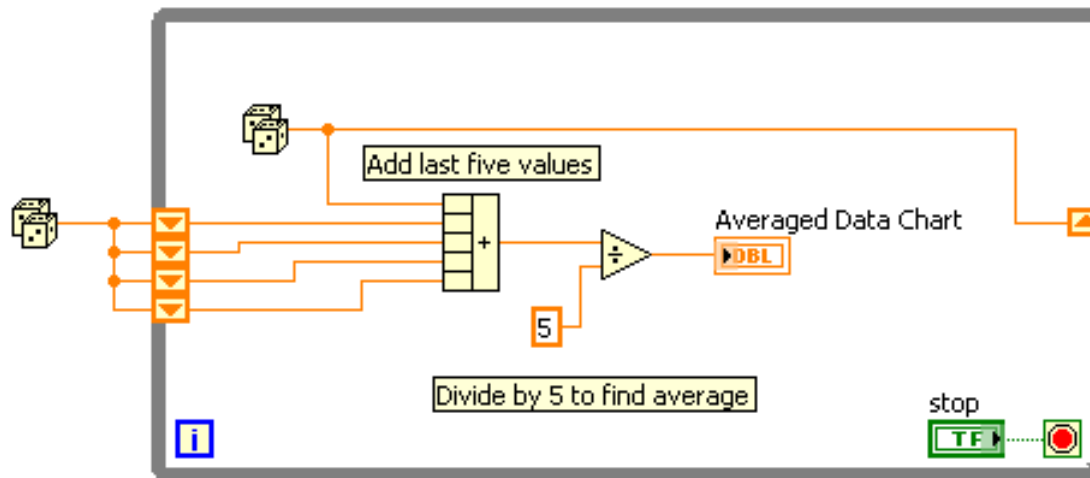 Add last five values
+
Averaged Data Chart
÷
DBL
5
Divide by 5 to find average
stop
i
TF